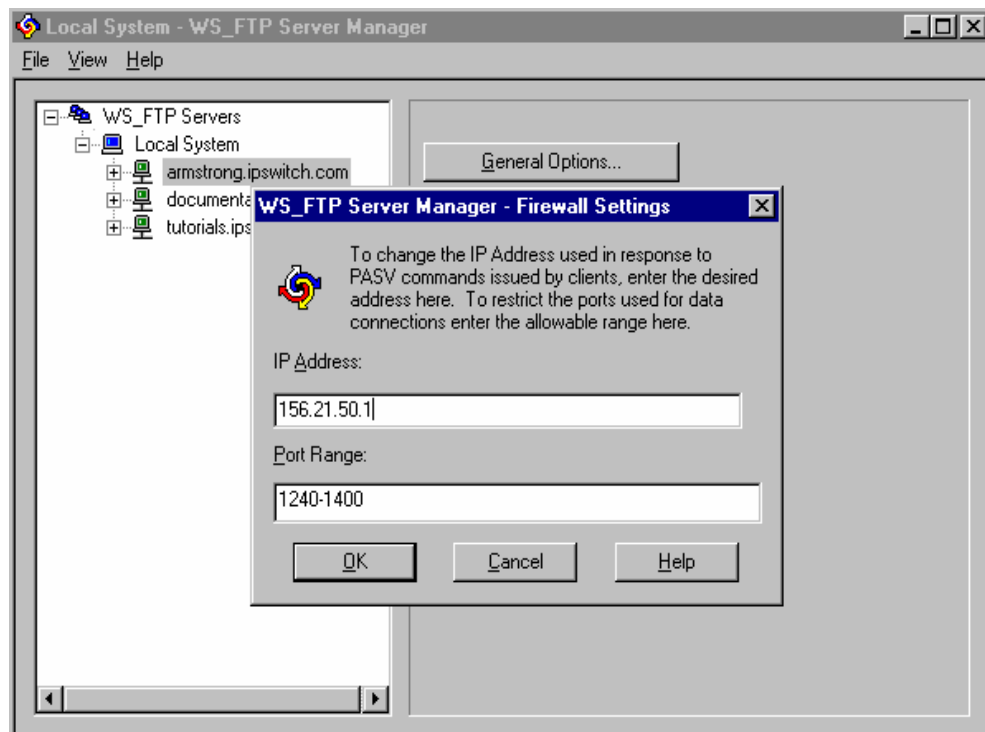 Local System - WS_FTP Server Manager
File View Help
WS_FTP Servers
Local System
armstrong.ipswitch.com
General Options...
WS_FTP Server Manager - Firewall Settings
To change the IP Address used in response to
PASV commands issued by clients, enter the desired
address here. To restrict the ports used for data
connections enter the allowable range here.
IP Address:
156.21.50.1
Port Range:
1240-1400
OK Cancel Help